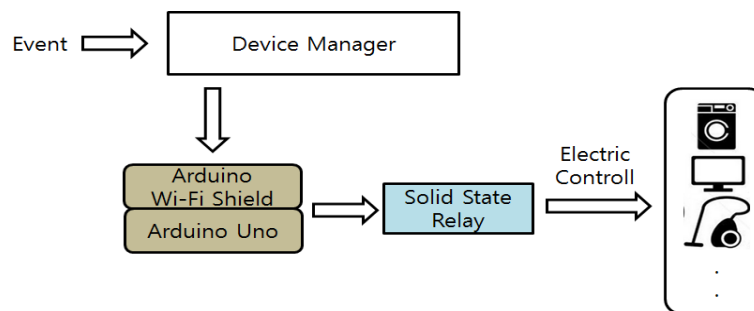 Event
Device Manager
Arduino
Wi-Fi Shield
Arduino Uno
Solid State
Relay
Electric
Controll